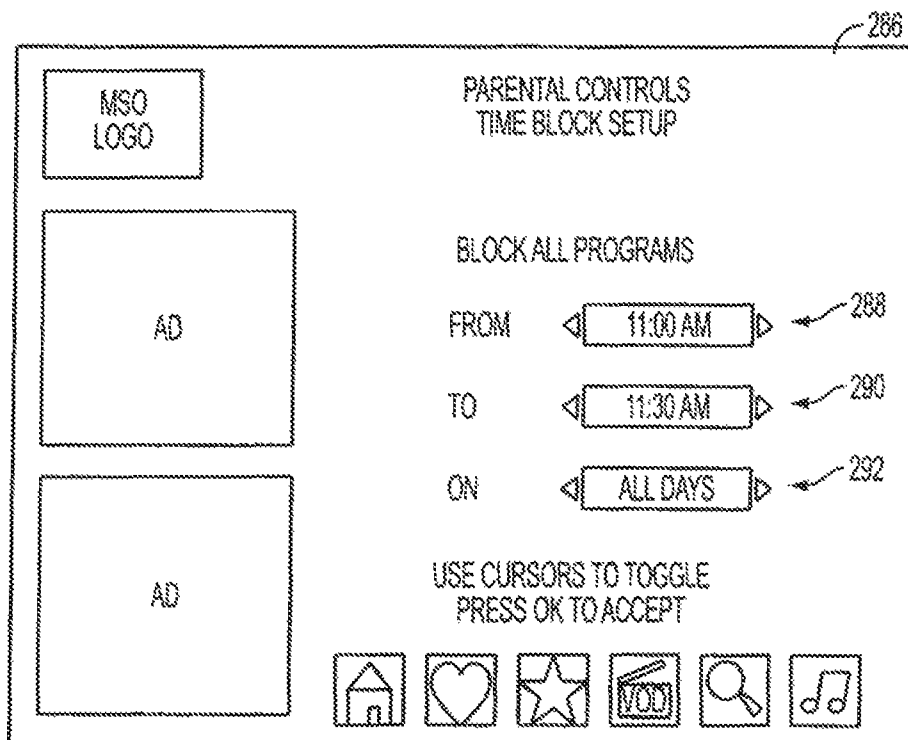 286
MSO
LOGO
PARENTAL CONTROLS
TIME BLOCK SETUP
AD
BLOCK ALL PROGRAMS
FROM 11:00 AM 288
TO 11:30 AM 290
ON ALL DAYS 292
AD
USE CURSORS TO TOGGLE
PRESS OK TO ACCEPT
VOD